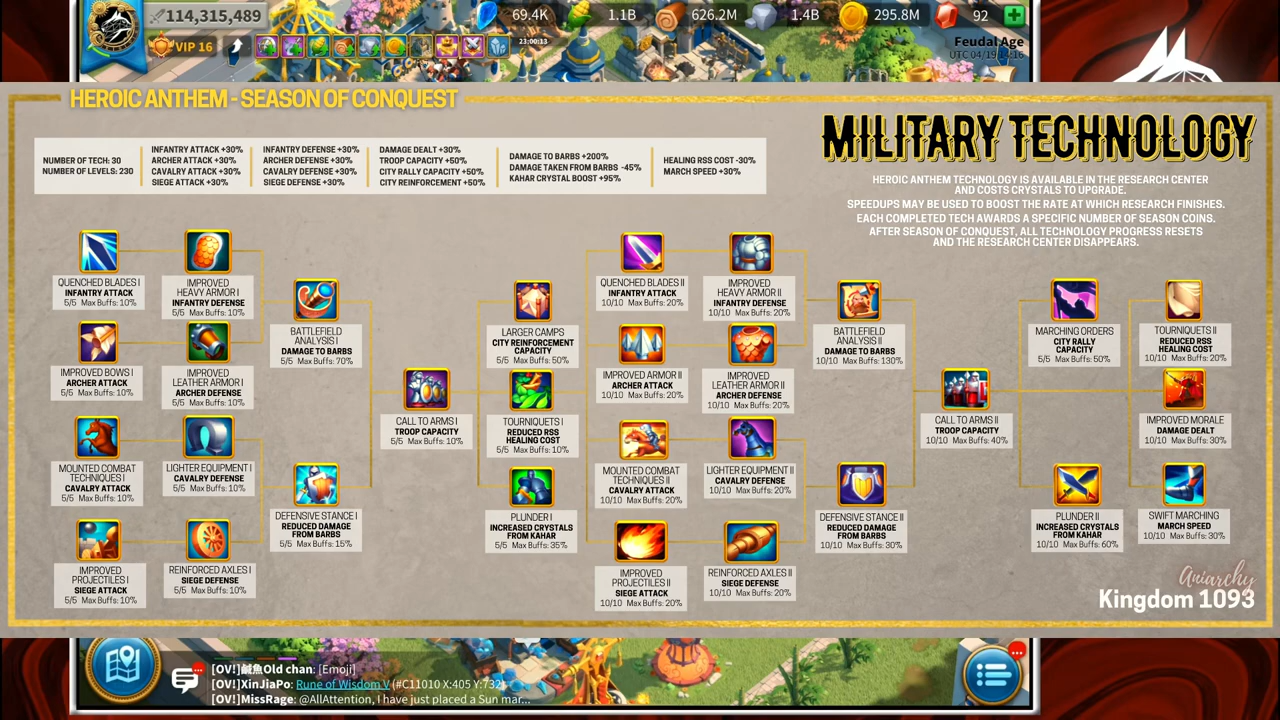 114,315,489
69.4K
1.1B
626.2M
1.4B
295.8M
92
VIP 16
23:00:13
Feudal Age
UTC 04/19
HEROIC ANTHEM - SEASON OF CONQUEST
MILITARY TECHNOLOGY
NUMBER OF TECH: 30
NUMBER OF LEVELS: 230
INFANTRY ATTACK +30%
ARCHER ATTACK +30%
CAVALRY ATTACK +30%
SIEGE ATTACK +30%
INFANTRY DEFENSE +30%
ARCHER DEFENSE +30%
CAVALRY DEFENSE +30%
SIEGE DEFENSE +30%
DAMAGE DEALT +30%
TROOP CAPACITY +50%
CITY RALLY CAPACITY +50%
CITY REINFORCEMENT +50%
DAMAGE TO BARBS +200%
DAMAGE TAKEN FROM BARBS -45%
KAHAR CRYSTAL BOOST +95%
HEALING RSS COST -30%
MARCH SPEED +30%
HEROIC ANTHEM TECHNOLOGY IS AVAILABLE IN THE RESEARCH CENTER
AND COSTS CRYSTALS TO UPGRADE.
SPEEDUPS MAY BE USED TO BOOST THE RATE AT WHICH RESEARCH FINISHES.
EACH COMPLETED TECH AWARDS A SPECIFIC NUMBER OF SEASON COINS.
AFTER SEASON OF CONQUEST, ALL TECHNOLOGY PROGRESS RESETS
AND THE RESEARCH CENTER DISAPPEARS.
QUENCHED BLADES I
INFANTRY ATTACK
5/5 Max Buffs: 10%
IMPROVED
HEAVY ARMOR I
INFANTRY DEFENSE
5/5 Max Buffs: 10%
IMPROVED BOWS I
ARCHER ATTACK
5/5 Max Buffs: 10%
IMPROVED
LEATHER ARMOR I
ARCHER DEFENSE
5/5 Max Buffs: 10%
MOUNTED COMBAT
TECHNIQUES I
CAVALRY ATTACK
5/5 Max Buffs: 10%
LIGHTER EQUIPMENT I
CAVALRY DEFENSE
5/5 Max Buffs: 10%
IMPROVED
PROJECTILES I
SIEGE ATTACK
5/5 Max Buffs: 10%
REINFORCED AXLES I
SIEGE DEFENSE
5/5 Max Buffs: 10%
BATTLEFIELD
ANALYSIS I
DAMAGE TO BARBS
5/5 Max Buffs: 70%
DEFENSIVE STANCE I
REDUCED DAMAGE
FROM BARBS
5/5 Max Buffs: 15%
CALL TO ARMS I
TROOP CAPACITY
5/5 Max Buffs: 10%
LARGER CAMPS
CITY REINFORCEMENT
CAPACITY
5/5 Max Buffs: 50%
TOURNIQUETS I
REDUCED RSS
HEALING COST
5/5 Max Buffs: 10%
PLUNDER I
INCREASED CRYSTALS
FROM KAHAR
5/5 Max Buffs: 35%
QUENCHED BLADES II
INFANTRY ATTACK
10/10 Max Buffs: 20%
IMPROVED
HEAVY ARMOR II
INFANTRY DEFENSE
10/10 Max Buffs: 20%
IMPROVED ARMOR II
ARCHER ATTACK
10/10 Max Buffs: 20%
IMPROVED
LEATHER ARMOR II
ARCHER DEFENSE
10/10 Max Buffs: 20%
MOUNTED COMBAT
TECHNIQUES II
CAVALRY ATTACK
10/10 Max Buffs: 20%
LIGHTER EQUIPMENT II
CAVALRY DEFENSE
10/10 Max Buffs: 20%
IMPROVED
PROJECTILES II
SIEGE ATTACK
10/10 Max Buffs: 20%
REINFORCED AXLES II
SIEGE DEFENSE
10/10 Max Buffs: 20%
BATTLEFIELD
ANALYSIS II
DAMAGE TO BARBS
10/10 Max Buffs: 130%
DEFENSIVE STANCE II
REDUCED DAMAGE
FROM BARBS
10/10 Max Buffs: 30%
CALL TO ARMS II
TROOP CAPACITY
10/10 Max Buffs: 40%
MARCHING ORDERS
CITY RALLY
CAPACITY
5/5 Max Buffs: 50%
TOURNIQUETS II
REDUCED RSS
HEALING COST
10/10 Max Buffs: 20%
IMPROVED MORALE
DAMAGE DEALT
10/10 Max Buffs: 30%
PLUNDER II
INCREASED CRYSTALS
FROM KAHAR
10/10 Max Buffs: 60%
SWIFT MARCHING
MARCH SPEED
10/10 Max Buffs: 30%
Aniarchy
Kingdom 1093
[OV!]鹹魚Old chan: [Emoji]
[OV!]XinJiaPo: Rune of Wisdom V (#C11010 X:405 Y:732)
[OV!]MissRage: @AllAttention, I have just placed a Sun mar...